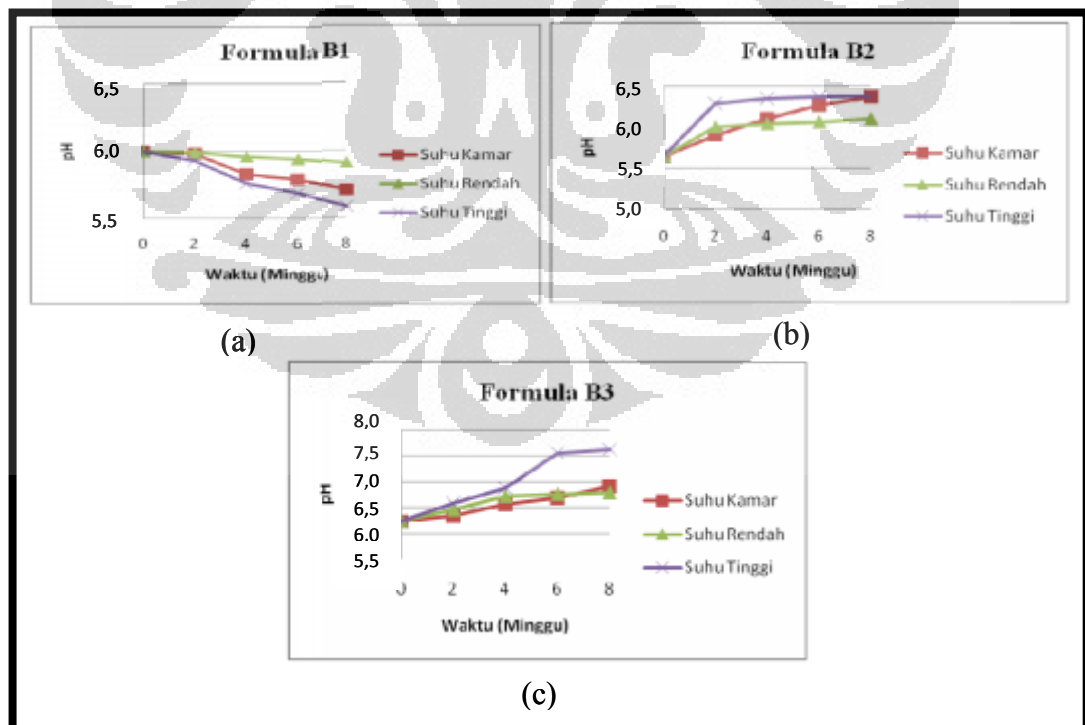 Formula B1
6,5
6,0
5,5
pH
0 2 4 6 8
Waktu (Minggu)
Suhu Kamar
Suhu Rendah
Suhu Tinggi
(a)
Formula B2
6,5
6,0
5,5
5,0
pH
0 2 4 6 8
Waktu (Minggu)
Suhu Kamar
Suhu Rendah
Suhu Tinggi
(b)
Formula B3
8,0
7,5
7,0
6,5
6.0
5,5
pH
0 2 4 6 8
Waktu (Minggu)
Suhu Kamar
Suhu Rendah
Suhu Tinggi
(c)